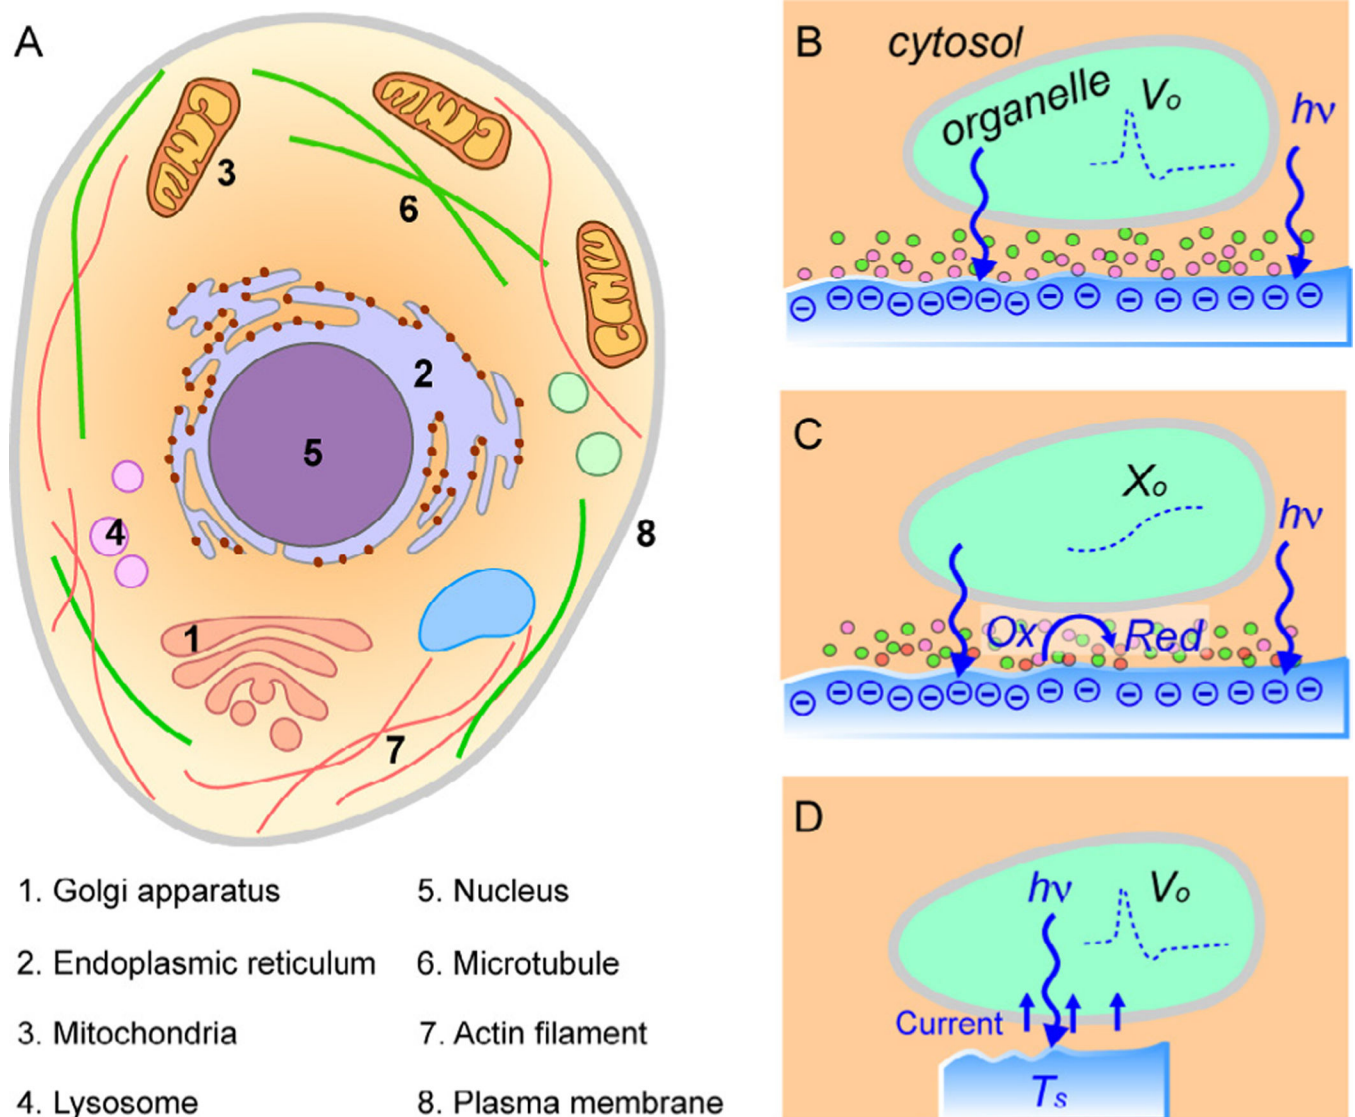 A
3
6
2
5
4
8
1
7
1. Golgi apparatus
2. Endoplasmic reticulum
3. Mitochondria
4. Lysosome
5. Nucleus
6. Microtubule
7. Actin filament
8. Plasma membrane
B
cytosol
organelle
Vo
hν
C
Xo
hν
Ox
Red
D
hν
Vo
Current
Ts